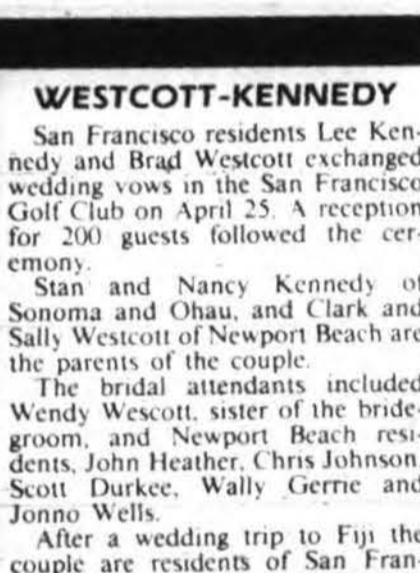 WESTCOTT-KENNEDY
San Francisco residents Lee Ken-
nedy and Brad Westcott exchanged
wedding vows in the San Francisco
Golf Club on April 25. A reception
for 200 guests followed the cer-
emony.
Stan and Nancy Kennedy of
Sonoma and Ohau, and Clark and
Sally Westcott of Newport Beach are
the parents of the couple.
The bridal attendants included
Wendy Wescott, sister of the bride-
groom, and Newport Beach resi-
dents, John Heather, Chris Johnson
Scott Durkee, Wally Gerrie and
Jonno Wells.
After a wedding trip to Fiji the
couple are residents of San Fran-